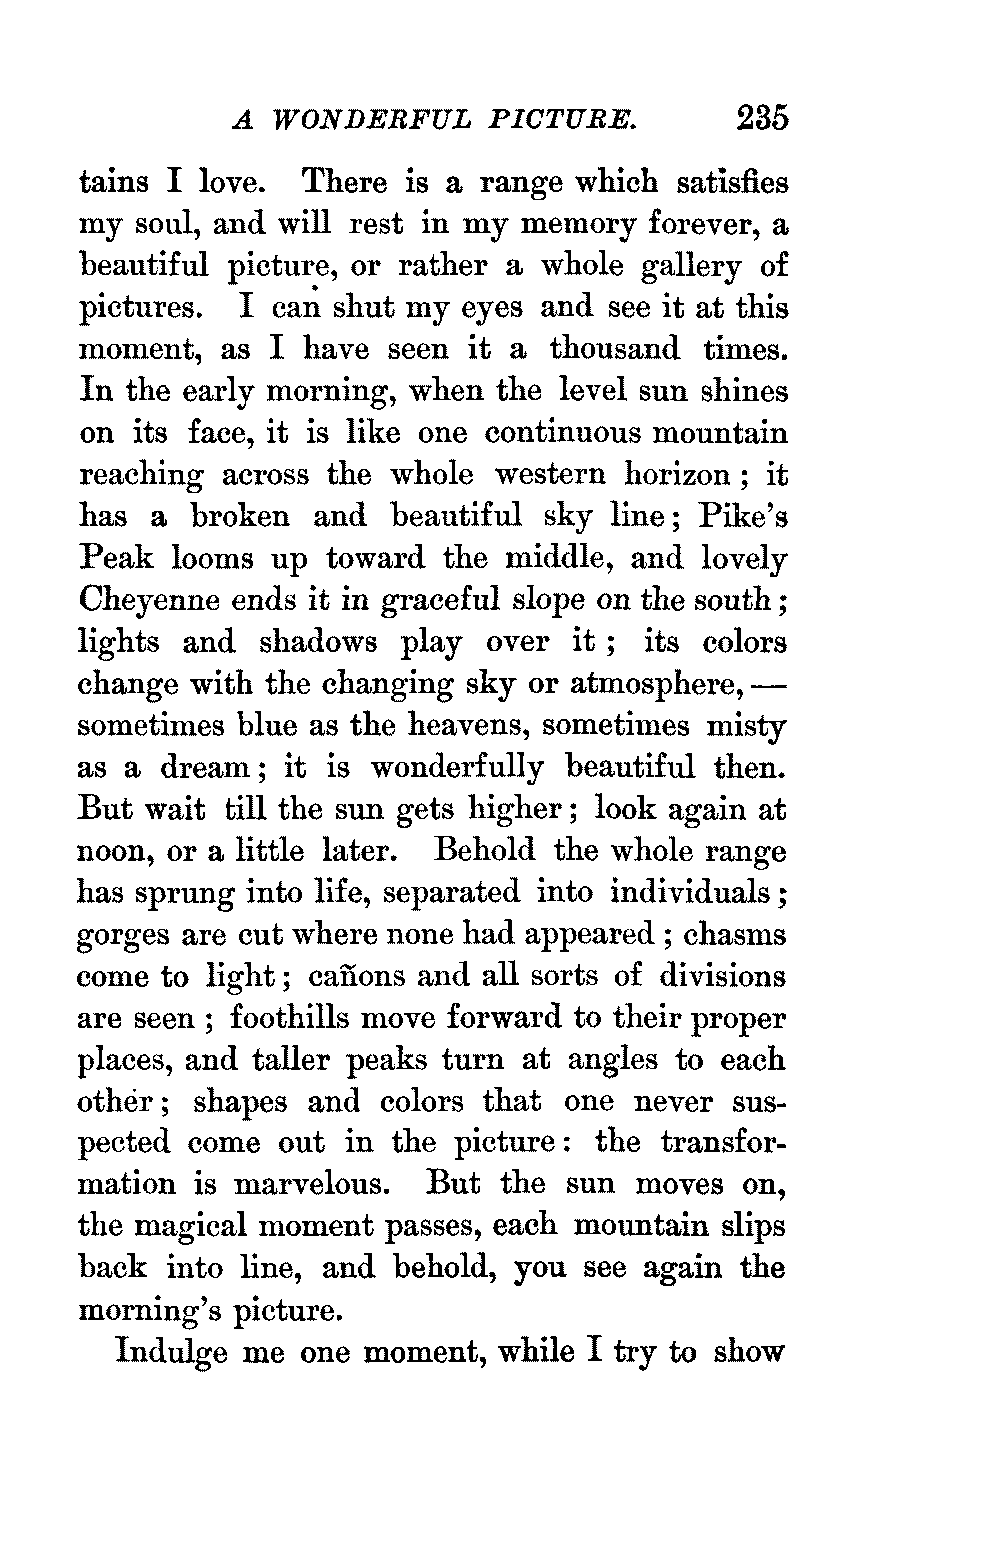 A WONDERFUL PICTURE. 235
tains I love. There is a range which satisfies
my soul, and will rest in my memory forever, a
beautiful picture, or rather a whole gallery of
pictures. I can shut my eyes and see it at this
moment, as I have seen it a thousand times.
In the early morning, when the level sun shines
on its face, it is like one continuous mountain
reaching across the whole western horizon ; it
has a broken and beautiful sky line; Pike's
Peak looms up toward the middle, and lovely
Cheyenne ends it in graceful slope on the south;
lights and shadows play over it ; its colors
change with the changing sky or atmosphere, —
sometimes blue as the heavens, sometimes misty
as a dream; it is wonderfully beautiful then.
But wait till the sun gets higher; look again at
noon, or a little later. Behold the whole range
has sprung into life, separated into individuals;
gorges are cut where none had appeared ; chasms
come to light; cañons and all sorts of divisions
are seen ; foothills move forward to their proper
places, and taller peaks turn at angles to each
other; shapes and colors that one never sus-
pected come out in the picture: the transfor-
mation is marvelous. But the sun moves on,
the magical moment passes, each mountain slips
back into line, and behold, you see again the
morning's picture.
Indulge me one moment, while I try to show